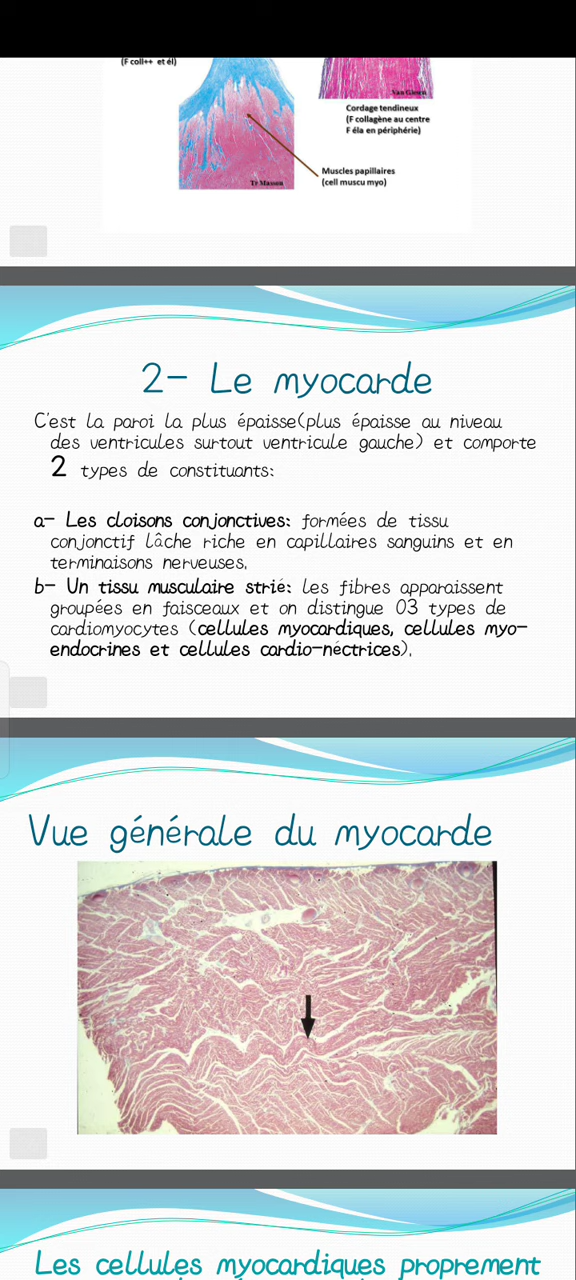 (F coll++ et él)
Van Gieson
Cordage tendineux
(F collagène au centre
F éla en périphérie)
Muscles papillaires
(cell muscu myo)
Tr Masson
2- Le myocarde
C'est la paroi la plus épaisse(plus épaisse au niveau
des ventricules surtout ventricule gauche) et comporte
2 types de constituants:
a- Les cloisons conjonctives: formées de tissu
conjonctif lâche riche en capillaires sanguins et en
terminaisons nerveuses.
b- Un tissu musculaire strié: les fibres apparaissent
groupées en faisceaux et on distingue 03 types de
cardiomyocytes (cellules myocardiques, cellules myo-
endocrines et cellules cardio-néctrices).
Vue générale du myocarde
Les cellules myocardiques proprement